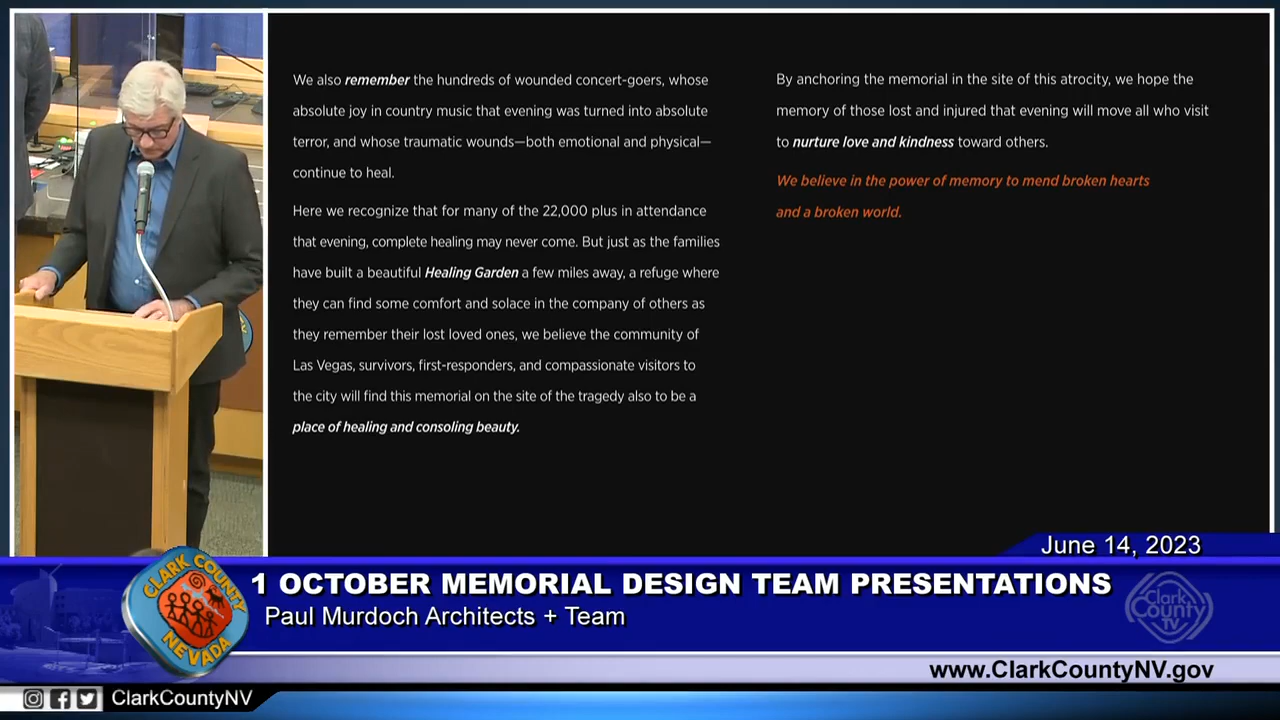 We also remember the hundreds of wounded concert-goers, whose
absolute joy in country music that evening was turned into absolute
terror, and whose traumatic wounds—both emotional and physical—
continue to heal.
Here we recognize that for many of the 22,000 plus in attendance
that evening, complete healing may never come. But just as the families
have built a beautiful Healing Garden a few miles away, a refuge where
they can find some comfort and solace in the company of others as
they remember their lost loved ones, we believe the community of
Las Vegas, survivors, first-responders, and compassionate visitors to
the city will find this memorial on the site of the tragedy also to be a
place of healing and consoling beauty.
By anchoring the memorial in the site of this atrocity, we hope the
memory of those lost and injured that evening will move all who visit
to nurture love and kindness toward others.
We believe in the power of memory to mend broken hearts
and a broken world.
June 14, 2023
1 OCTOBER MEMORIAL DESIGN TEAM PRESENTATIONS
Paul Murdoch Architects + Team
CLARK COUNTY
NEVADA
Clark
County
TV
www.ClarkCountyNV.gov
ClarkCountyNV